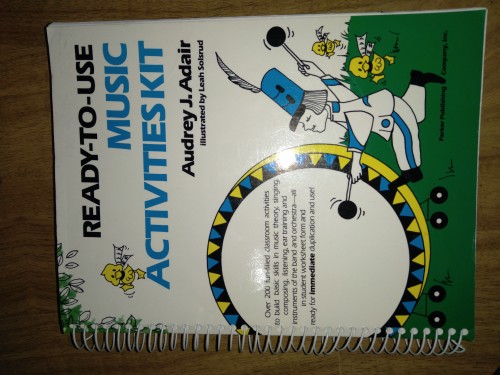 READY-TO-USE
MUSIC
ACTIVITIES KIT
Audrey J. Adair
illustrated by Leah Solsrud
Over 200 fun-filled classroom activities
to build basic skills in music theory, singing,
composing, listening, ear training and
instruments of the band and orchestra—all
in student worksheet form and
ready for immediate duplication and use!
Parker Publishing Company, Inc.